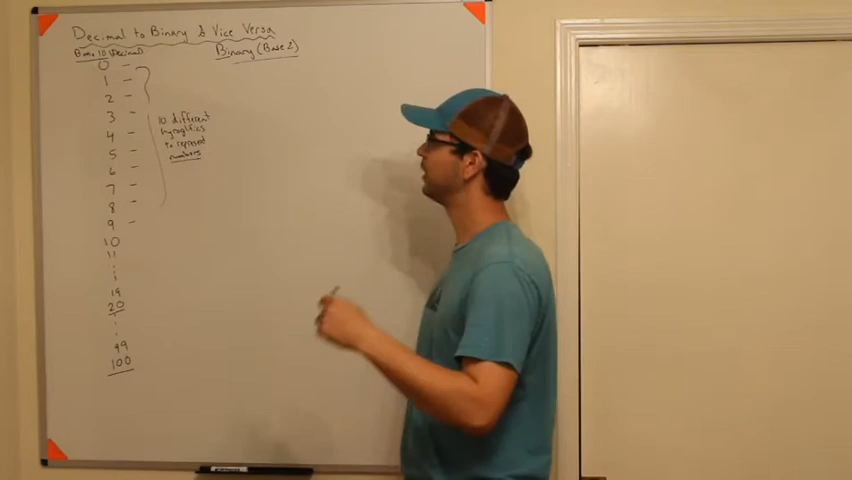 Decimal to Binary & Vice Versa
Base 10 (Decimal)
Binary (Base 2)
0 -
1 -
2 -
3 -
4 -
5 -
6 -
7 -
8 -
9 -
10 different
hyroglifics
to represent
numbers
10
11
19
20
99
100